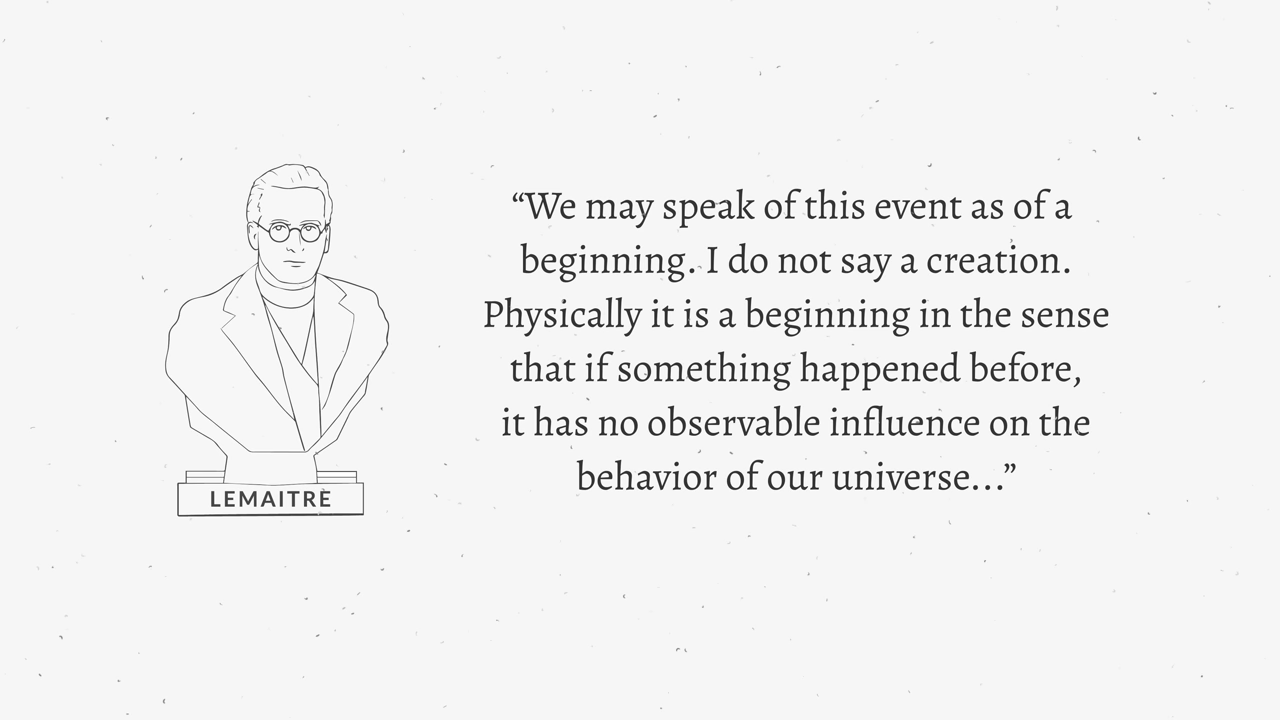 LEMAITRE
“We may speak of this event as of a
beginning. I do not say a creation.
Physically it is a beginning in the sense
that if something happened before,
it has no observable influence on the
behavior of our universe...”